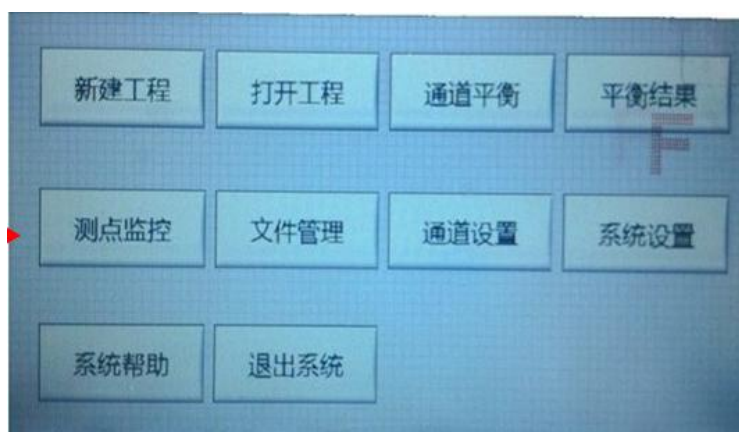 新建工程 打开工程 通道平衡 平衡结果
测点监控 文件管理 通道设置 系统设置
系统帮助 退出系统